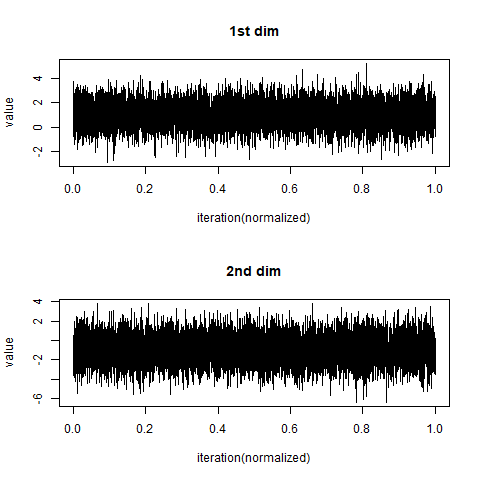 1st dim
value
4
2
0
-2
0.0 0.2 0.4 0.6 0.8 1.0
iteration(normalized)
2nd dim
value
4
2
-2
-6
0.0 0.2 0.4 0.6 0.8 1.0
iteration(normalized)